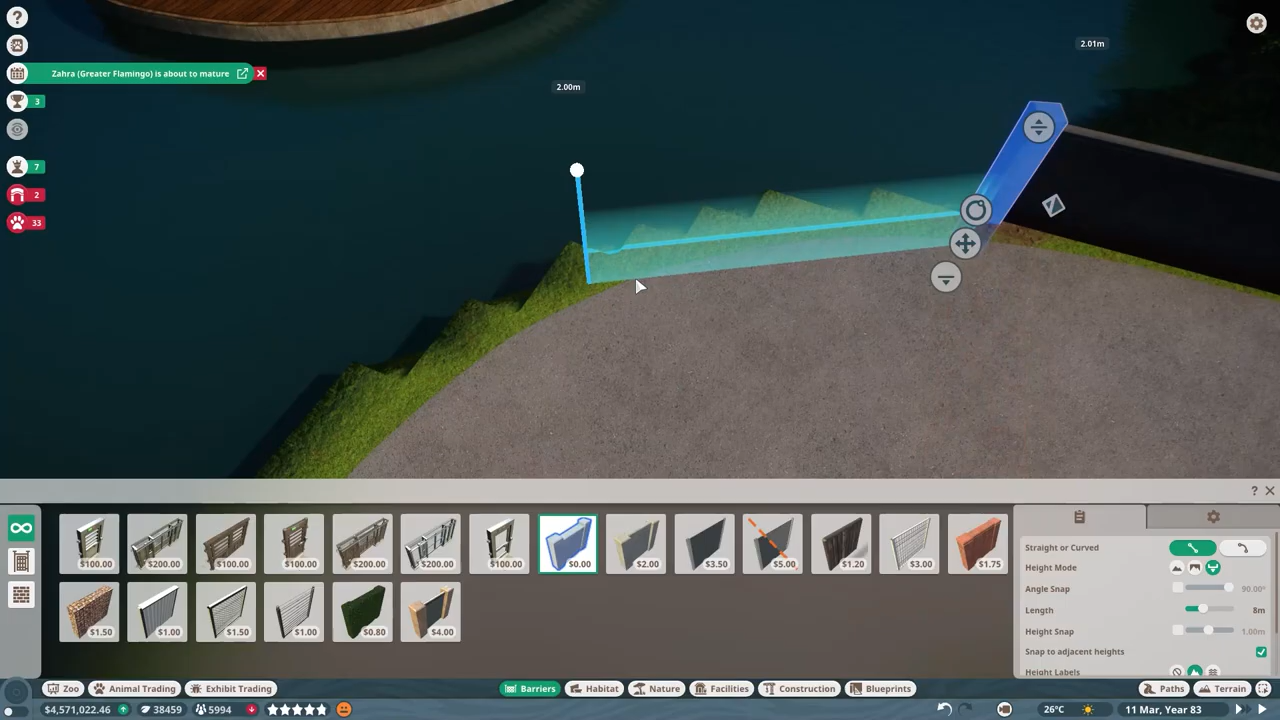 2.01m
Zahra (Greater Flamingo) is about to mature
2.00m
3
7
2
33
$100.00
$200.00
$100.00
$100.00
$200.00
$200.00
$100.00
$0.00
$2.00
$3.50
$5.00
$1.20
$3.00
$1.75
$1.50
$1.00
$1.50
$1.00
$0.80
$4.00
Straight or Curved
Height Mode
Angle Snap 90.00°
Length 8m
Height Snap 1.00m
Snap to adjacent heights
Height Labels
Zoo
Animal Trading
Exhibit Trading
Barriers
Habitat
Nature
Facilities
Construction
Blueprints
Paths
Terrain
$4,571,022.46
38459
5994
26°C
11 Mar, Year 83